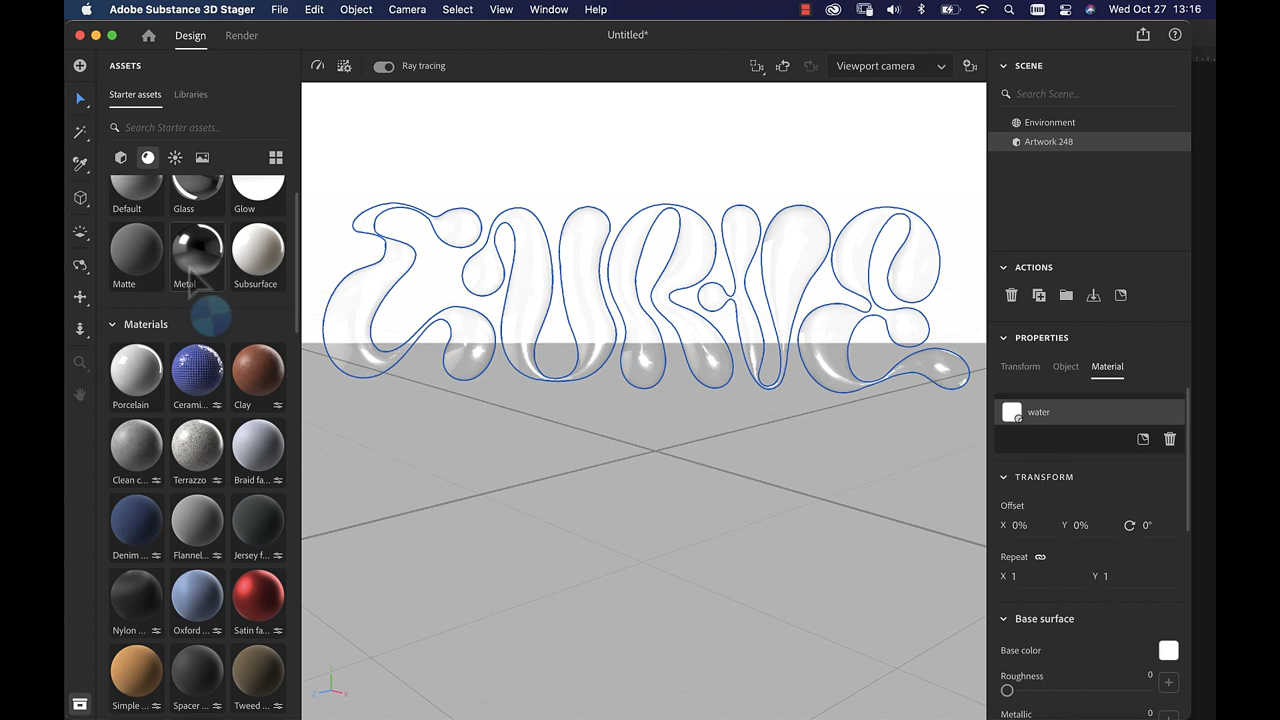 Adobe Substance 3D Stager File Edit Object Camera Select View Window Help Wed Oct 27 13:16
Design Render Untitled*
ASSETS
Starter assets Libraries
Search Starter assets...
Default Glass Glow
Matte Metal Subsurface
Materials
Porcelain Cerami... Clay
Clean c... Terrazzo Braid fa...
Denim ... Flannel... Jersey f...
Nylon ... Oxford ... Satin fa...
Simple ... Spacer ... Tweed ...
Ray tracing Viewport camera
CURVE
Y
Z X
SCENE
Search Scene...
Environment
Artwork 248
ACTIONS
PROPERTIES
Transform Object Material
water
TRANSFORM
Offset
X 0% Y 0% 0°
Repeat
X 1 Y 1
Base surface
Base color
Roughness 0
Metallic 0